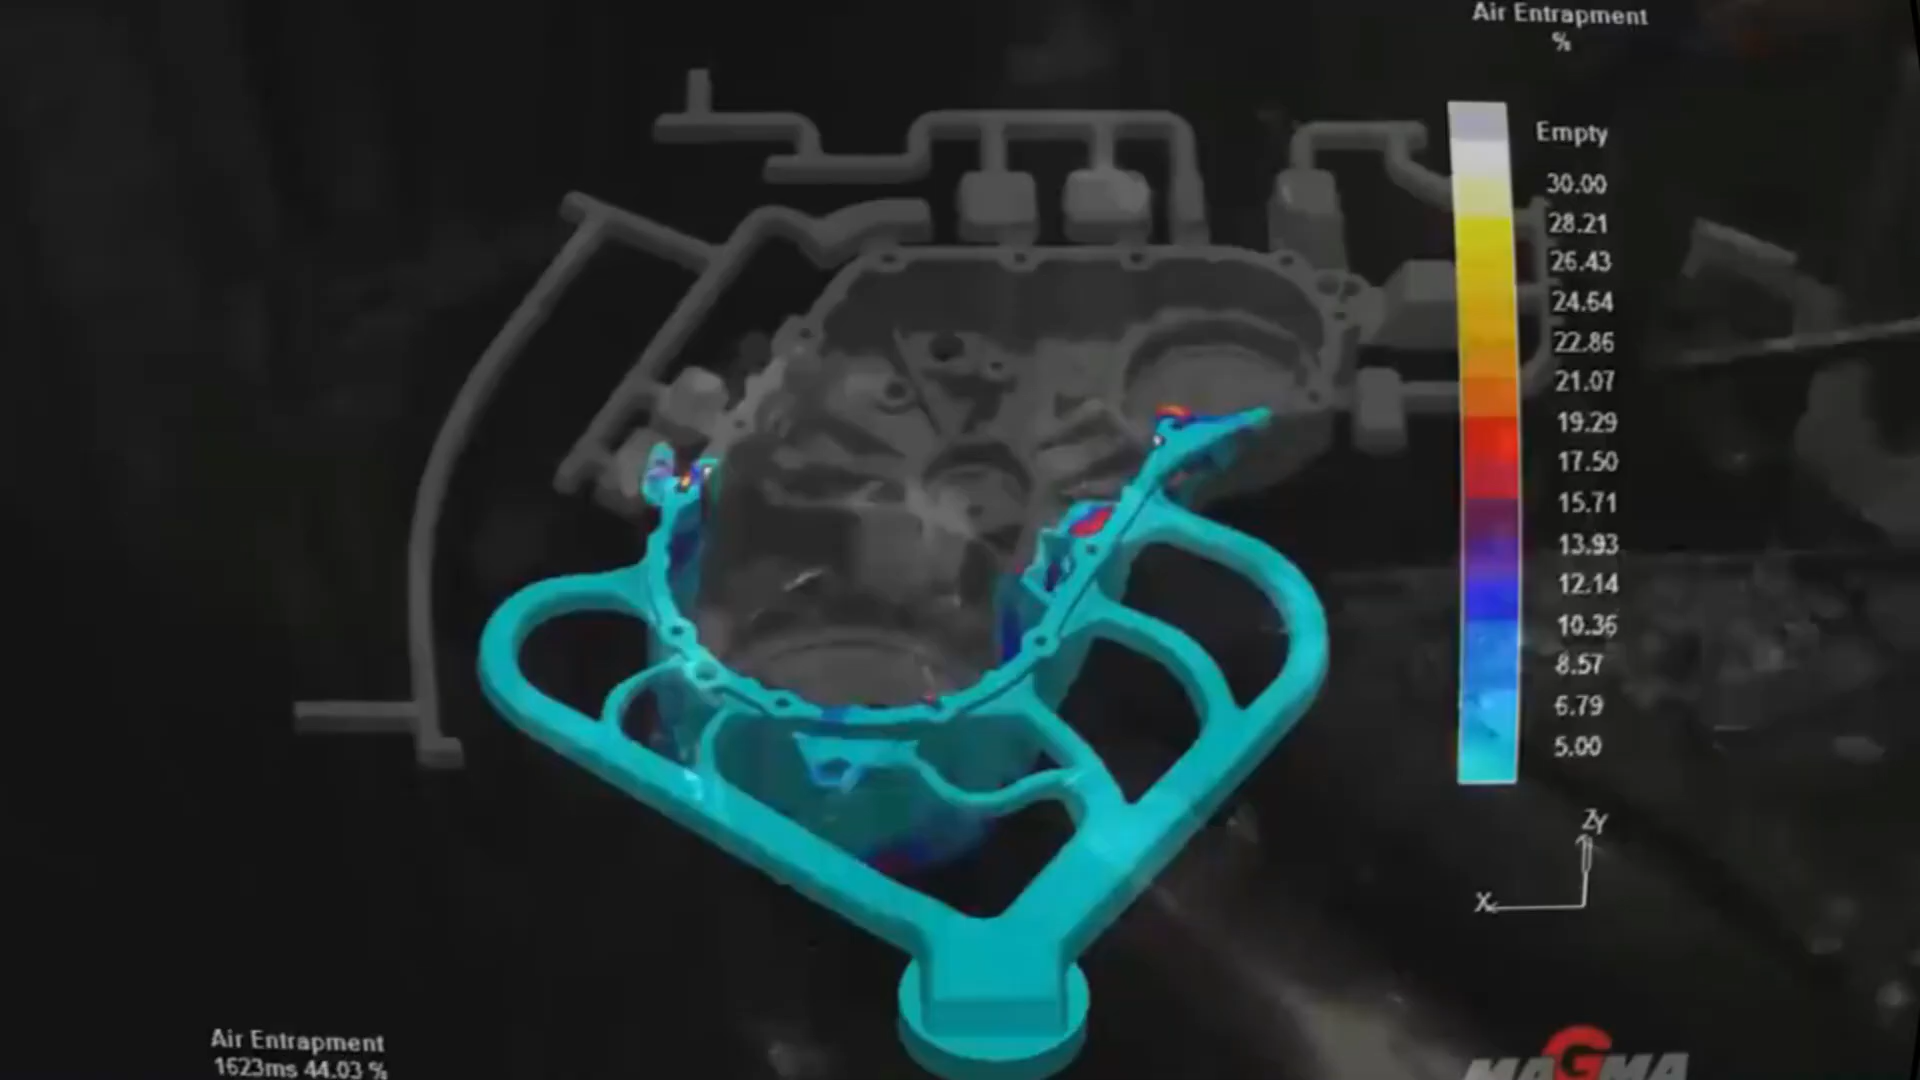 Air Entrapment
%
Empty
30.00
28.21
26.43
24.64
22.86
21.07
19.29
17.50
15.71
13.93
12.14
10.36
8.57
6.79
5.00
Zy
X
Air Entrapment
1623ms 44.03 %
MAGMA